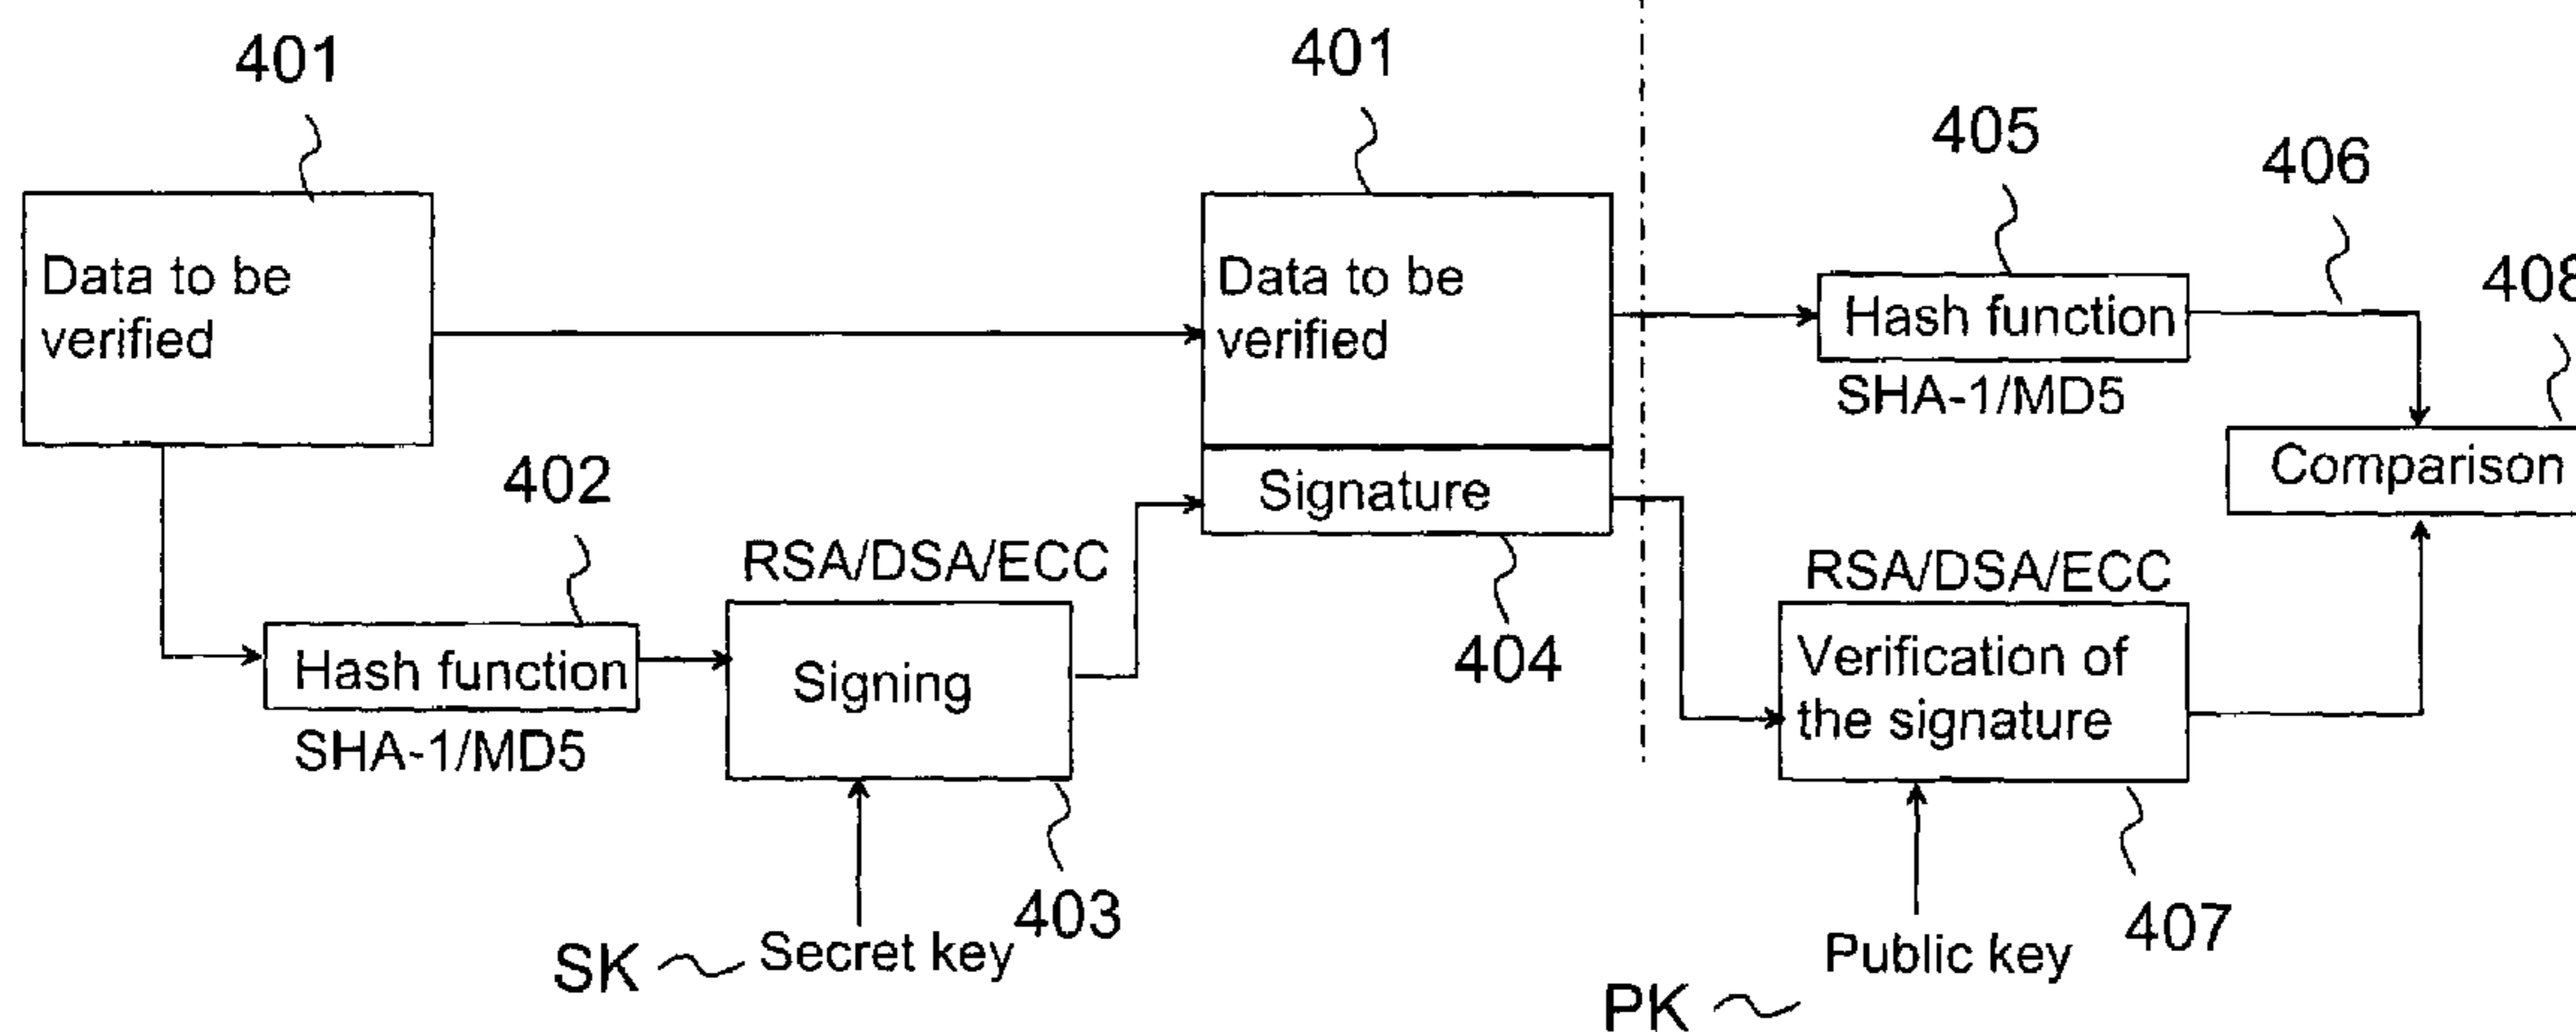 401
401
405
406
408
Data to be
verified
Data to be
verified
Hash function
SHA-1/MD5
Comparison
Signature
402
RSA/DSA/ECC
RSA/DSA/ECC
404
Hash function
SHA-1/MD5
Signing
Verification of
the signature
403
407
SK
Secret key
PK
Public key